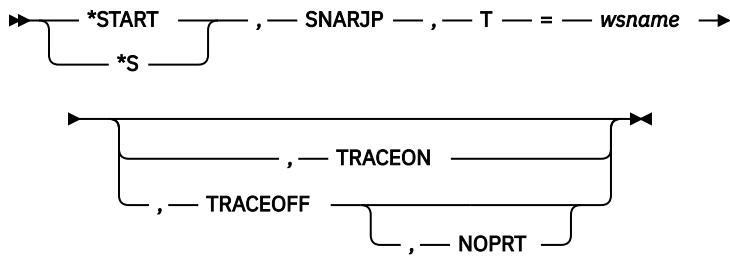 *START , SNARJP , T = wsname
*S
, TRACEON
, TRACEOFF
, NOPRT